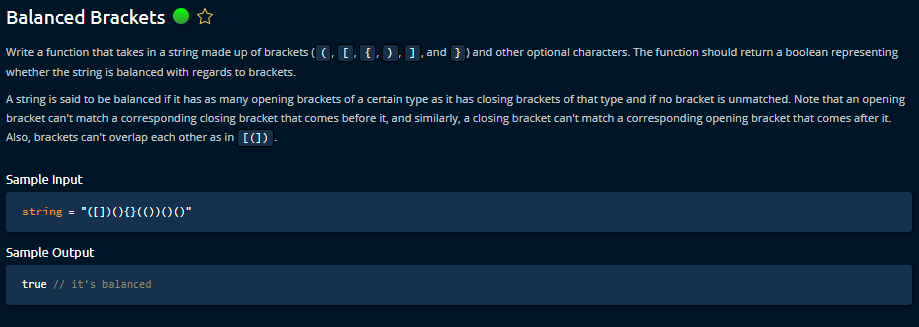 Balanced Brackets
Write a function that takes in a string made up of brackets ( (, [, {, ), ], and } ) and other optional characters. The function should return a boolean representing
whether the string is balanced with regards to brackets.
A string is said to be balanced if it has as many opening brackets of a certain type as it has closing brackets of that type and if no bracket is unmatched. Note that an opening
bracket can't match a corresponding closing bracket that comes before it, and similarly, a closing bracket can't match a corresponding opening bracket that comes after it.
Also, brackets can't overlap each other as in [(]).
Sample Input
string = "([])(){}(())()()"
Sample Output
true // it's balanced